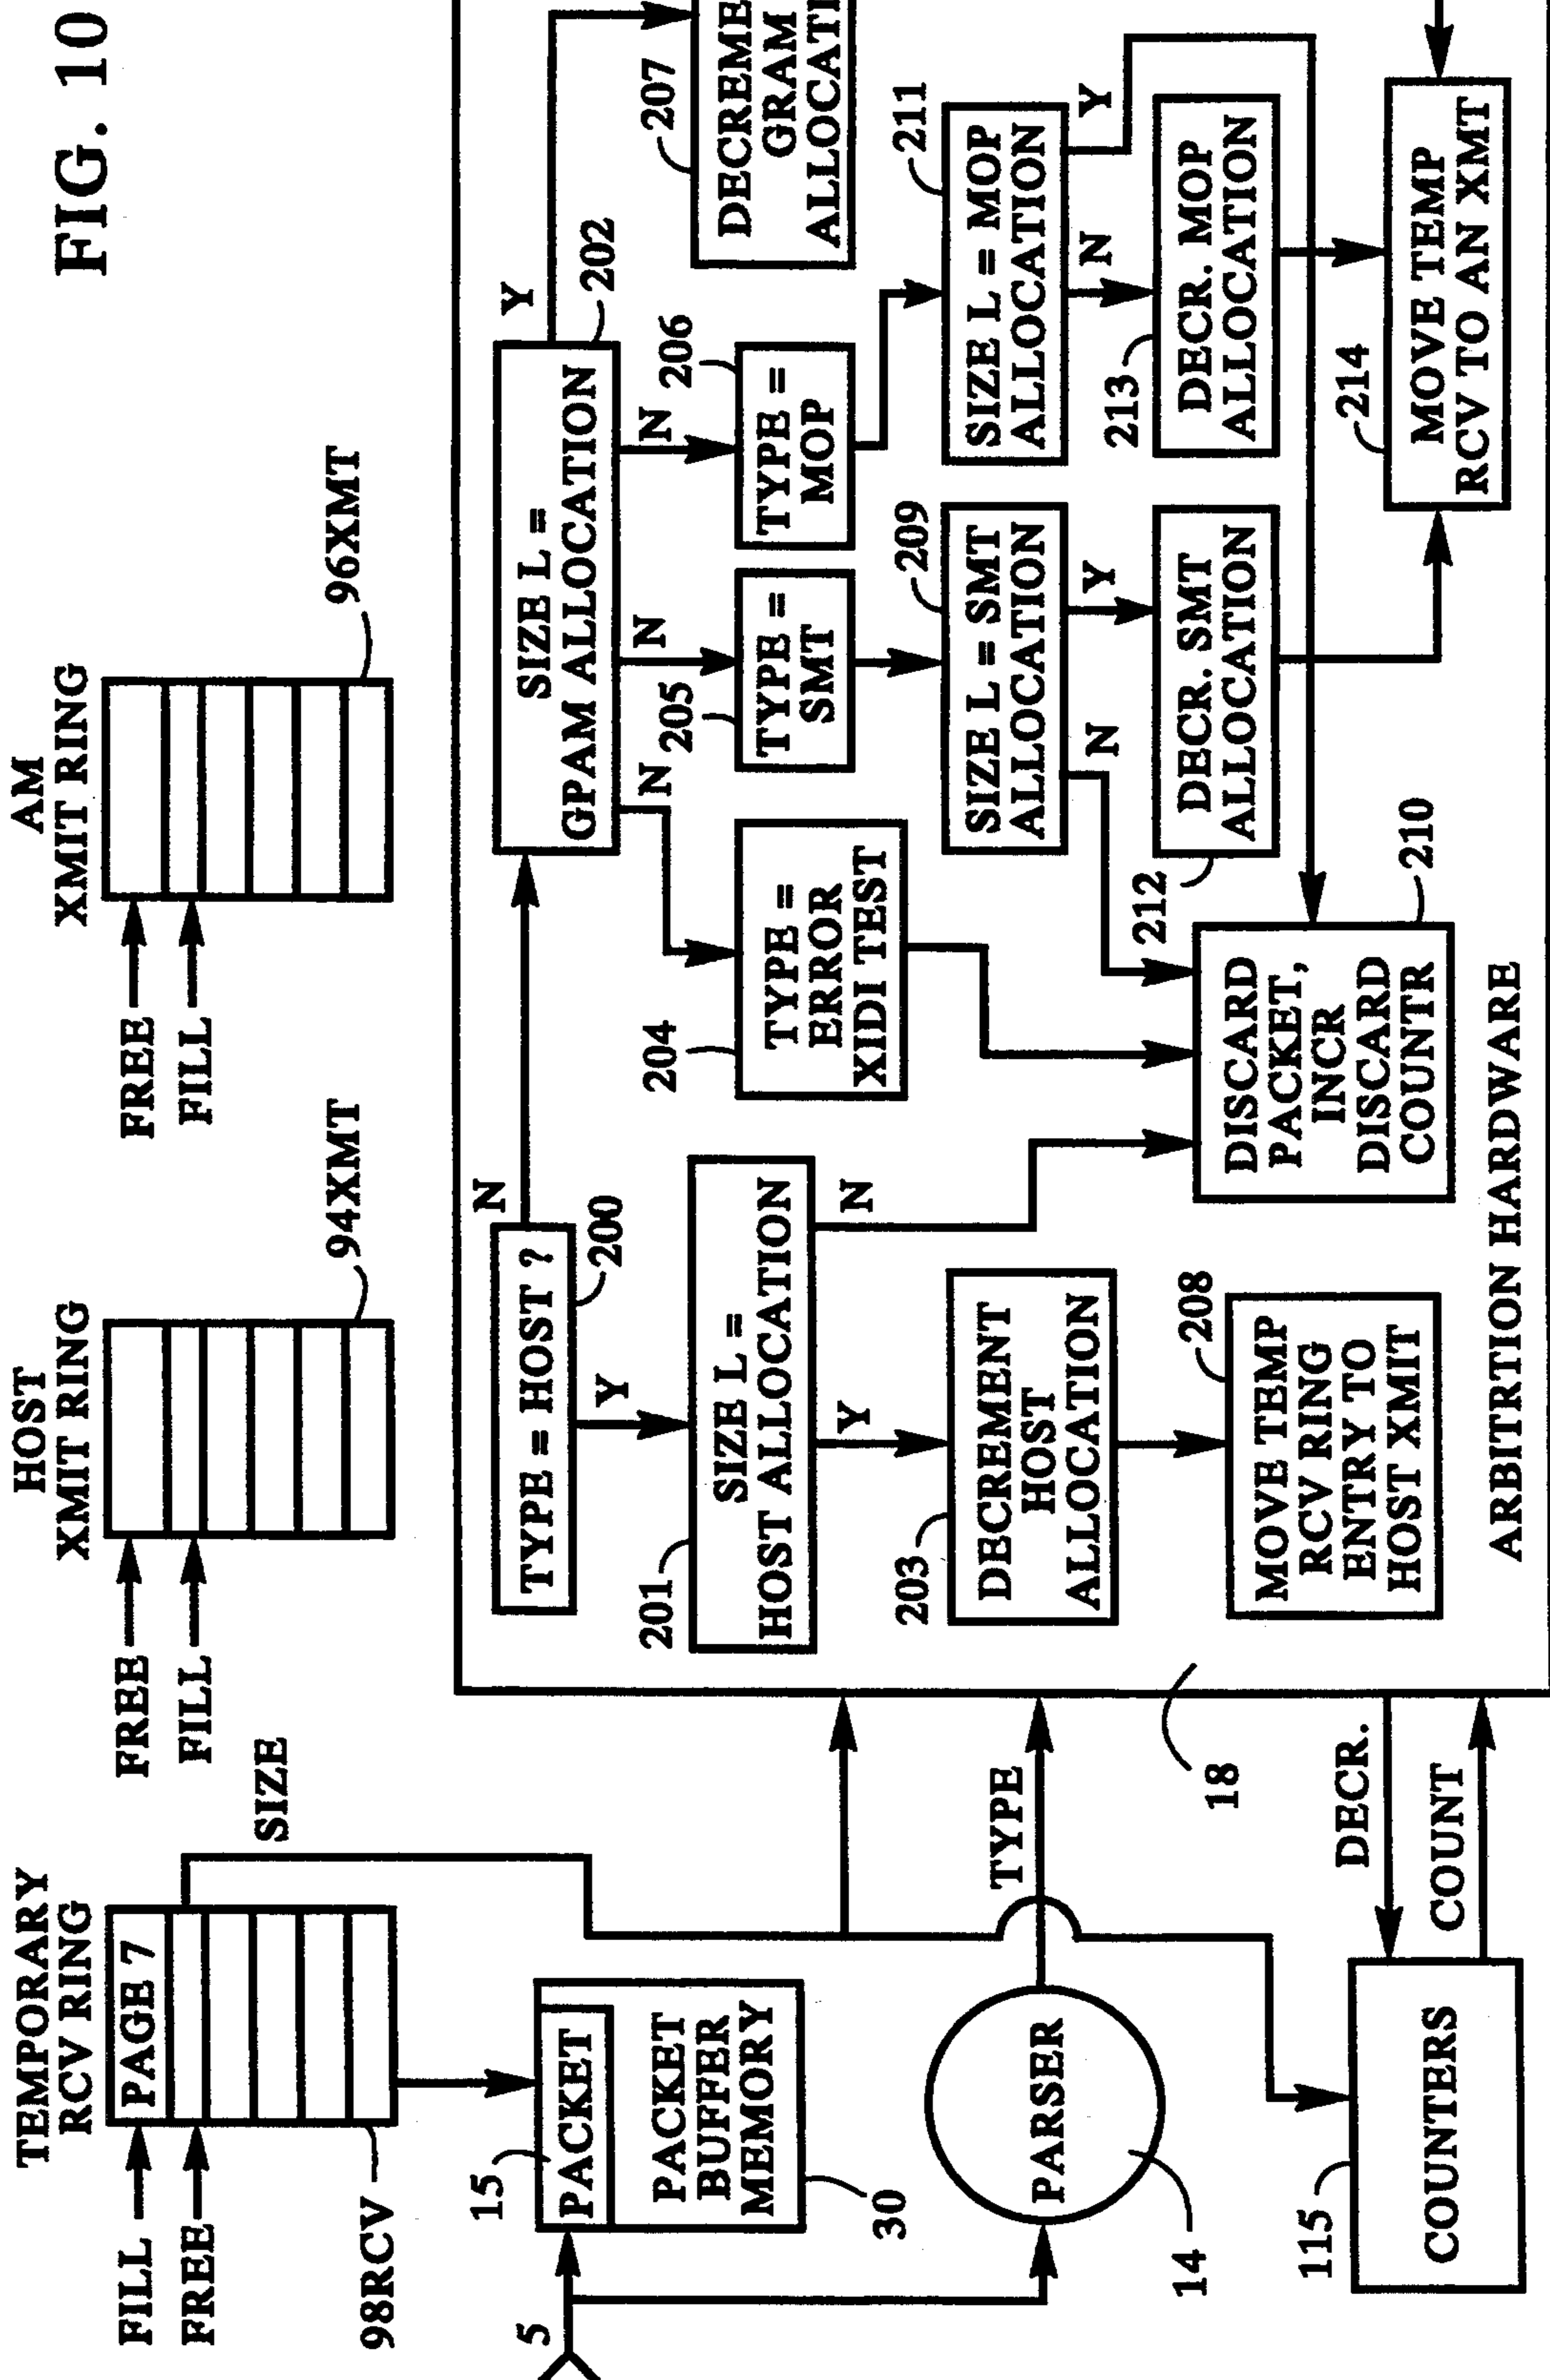 FIG. 10
TEMPORARY
RCV RING
HOST
XMIT RING
AM
XMIT RING
FILL
FREE
PAGE 7
98RCV
SIZE
FREE
FILL
94XMT
FREE
FILL
96XMT
5
15
PACKET
PACKET
BUFFER
MEMORY
30
PARSER
14
TYPE
115
COUNTERS
DECR.
COUNT
18
TYPE = HOST ?
200
N
Y
201
SIZE L =
HOST ALLOCATION
Y
N
203
DECREMENT
HOST
ALLOCATION
208
MOVE TEMP
RCV RING
ENTRY TO
HOST XMIT
SIZE L =
GPAM ALLOCATION
202
Y
N
N
N
204
TYPE =
ERROR
XIDI TEST
205
TYPE =
SMT
206
TYPE =
MOP
207
DECREME
GRAM
ALLOCATI
209
SIZE L = SMT
ALLOCATION
N
Y
211
SIZE L = MOP
ALLOCATION
N
Y
212
DECR. SMT
ALLOCATION
213
DECR. MOP
ALLOCATION
210
DISCARD
PACKET,
INCR
DISCARD
COUNTR
214
MOVE TEMP
RCV TO AN XMT
ARBITRTION HARDWARE